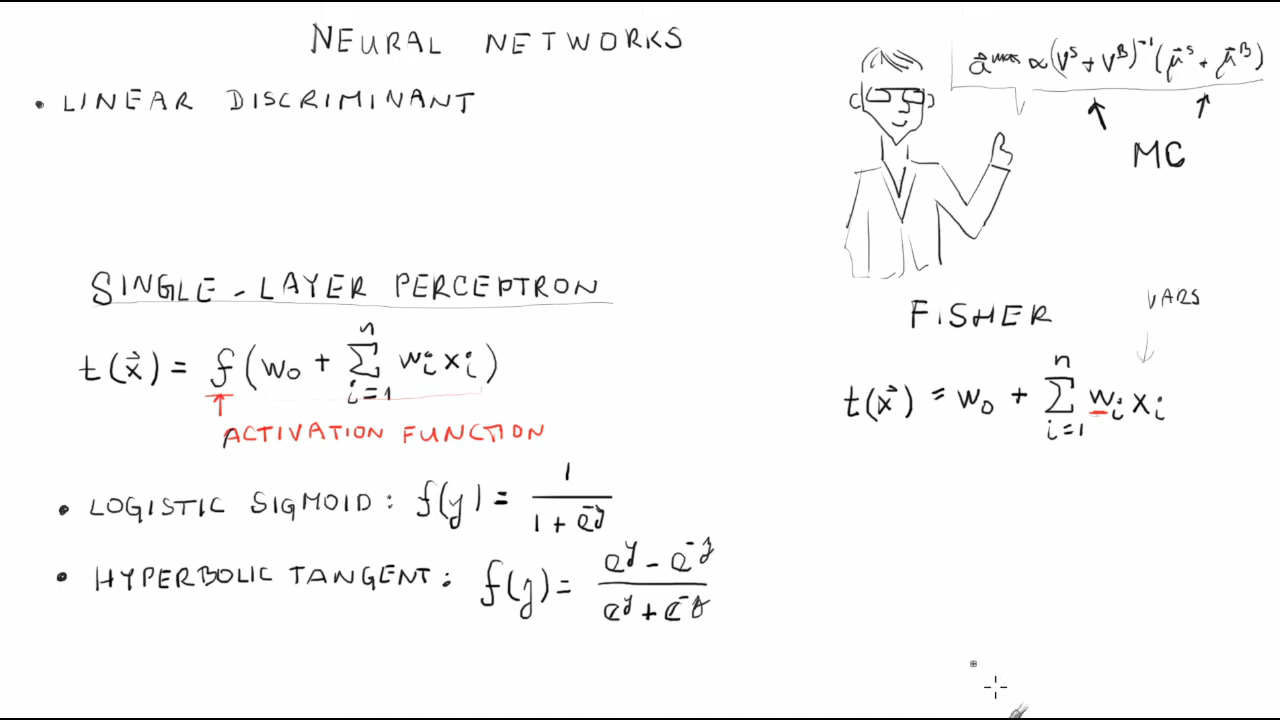 NEURAL NETWORKS
• LINEAR DISCRIMINANT
a⃗ᵐᵃˣ ∝ (Vˢ + Vᴮ)⁻¹ (μ⃗ˢ + μ⃗ᴮ)
MC
SINGLE-LAYER PERCEPTRON
t(x⃗) = f(w₀ + ∑ᵢ₌₁ⁿ wᵢxᵢ)
ACTIVATION FUNCTION
• LOGISTIC SIGMOID: f(y) = 1 / (1 + e⁻ʸ)
• HYPERBOLIC TANGENT: f(y) = (eʸ - e⁻ʸ) / (eʸ + e⁻ʸ)
FISHER
VARS
t(x⃗) = w₀ + ∑ᵢ₌₁ⁿ wᵢxᵢ